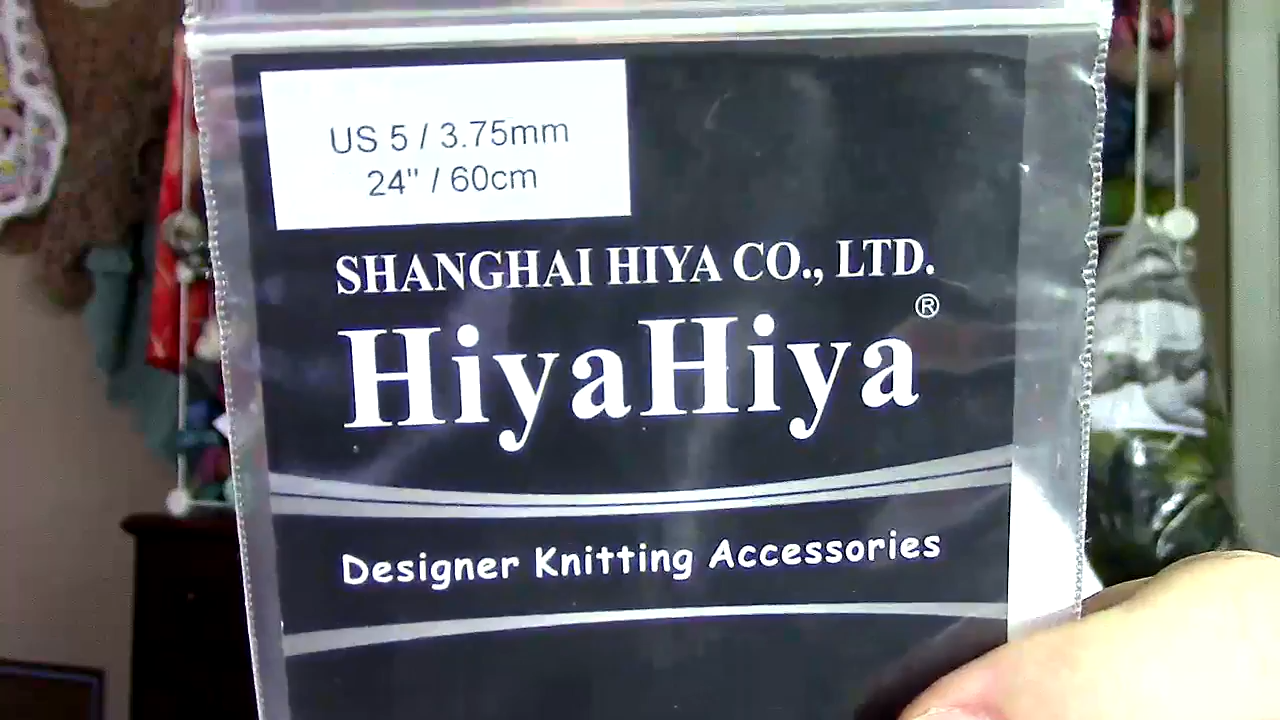 US 5 / 3.75mm
24" / 60cm
SHANGHAI HIYA CO., LTD.
HiyaHiya®
Designer Knitting Accessories